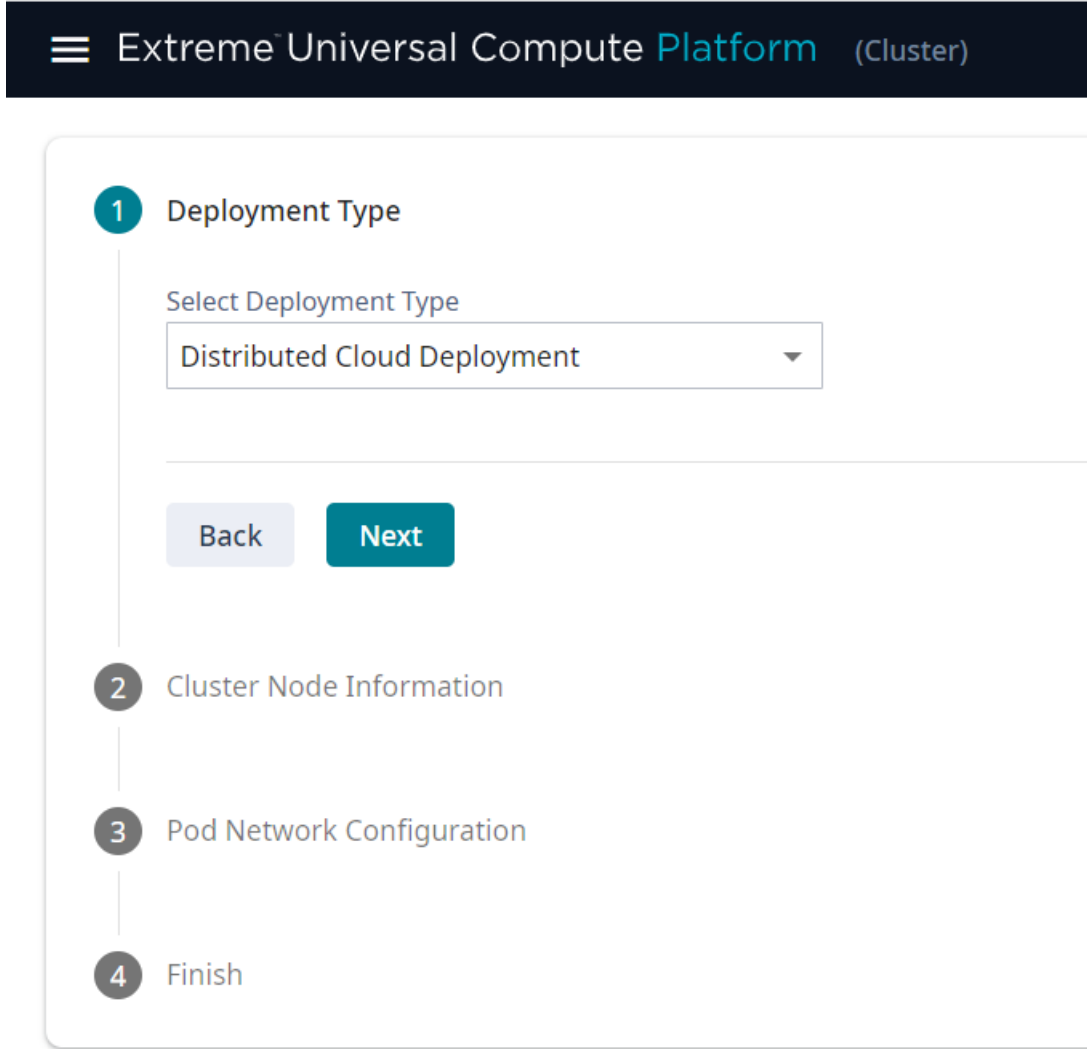 Extreme™ Universal Compute Platform (Cluster)
1 Deployment Type
Select Deployment Type
Distributed Cloud Deployment
Back Next
2 Cluster Node Information
3 Pod Network Configuration
4 Finish